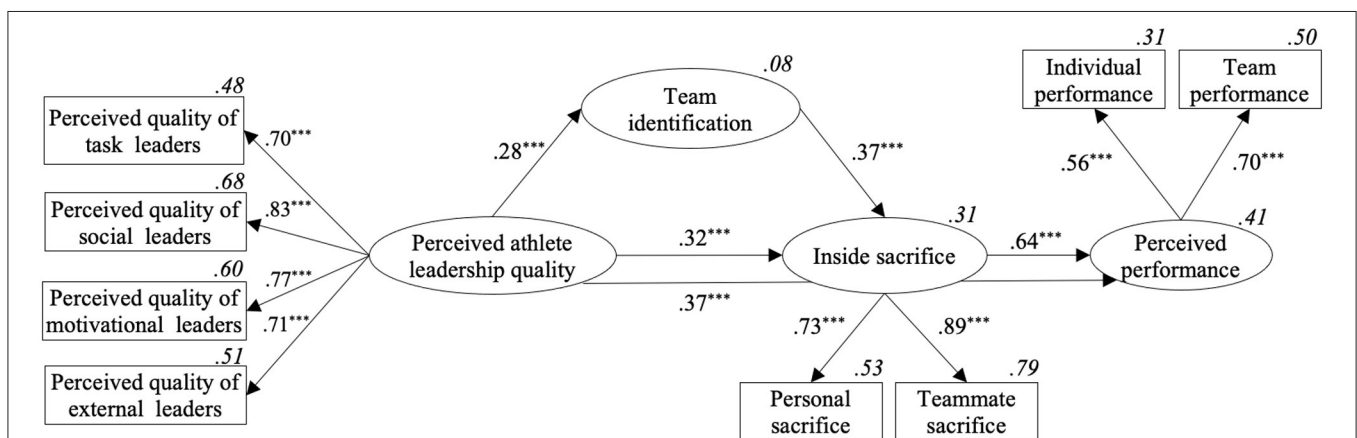 .48
Perceived quality of
task leaders
.70***
.68
Perceived quality of
social leaders
.83***
.60
Perceived quality of
motivational leaders
.77***
.51
Perceived quality of
external leaders
.71***
Perceived athlete
leadership quality
.28***
.08
Team
identification
.37***
.32***
.37***
.31
Inside sacrifice
.73***
.53
Personal
sacrifice
.89***
.79
Teammate
sacrifice
.64***
.41
Perceived
performance
.56***
.31
Individual
performance
.70***
.50
Team
performance